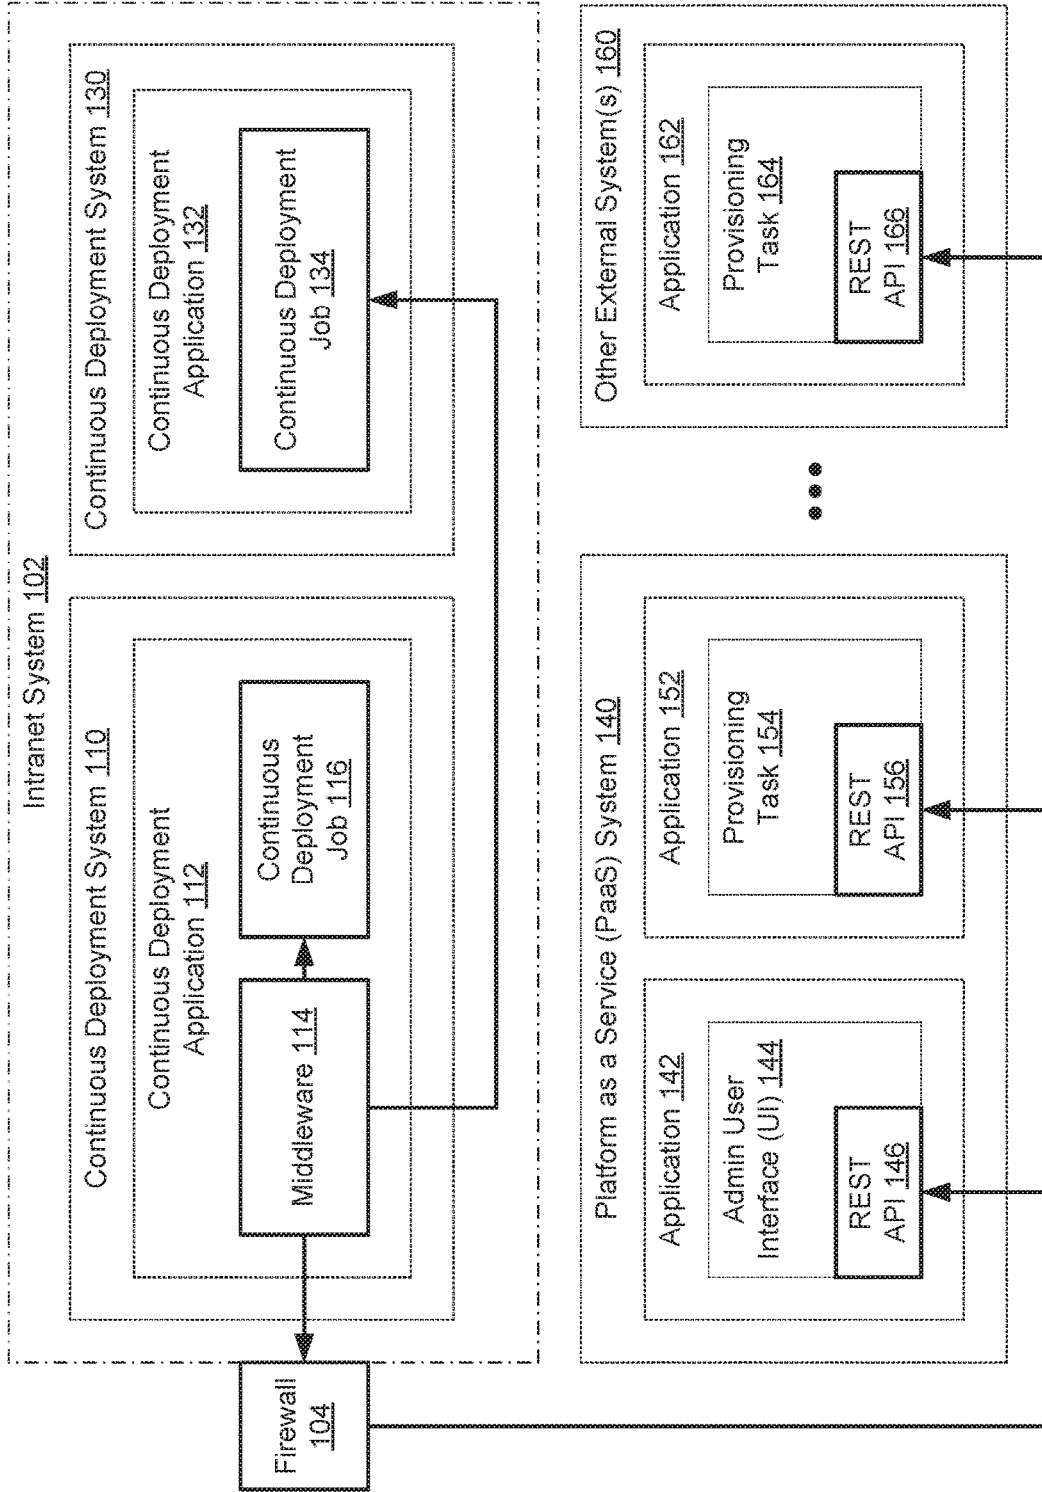 Intranet System 102
Continuous Deployment System 110
Continuous Deployment
Application 112
Middleware 114
Continuous
Deployment
Job 116
Continuous Deployment System 130
Continuous Deployment
Application 132
Continuous Deployment
Job 134
Firewall
104
Platform as a Service (PaaS) System 140
Application 142
Admin User
Interface (UI) 144
REST
API 146
Application 152
Provisioning
Task 154
REST
API 156
Other External System(s) 160
Application 162
Provisioning
Task 164
REST
API 166